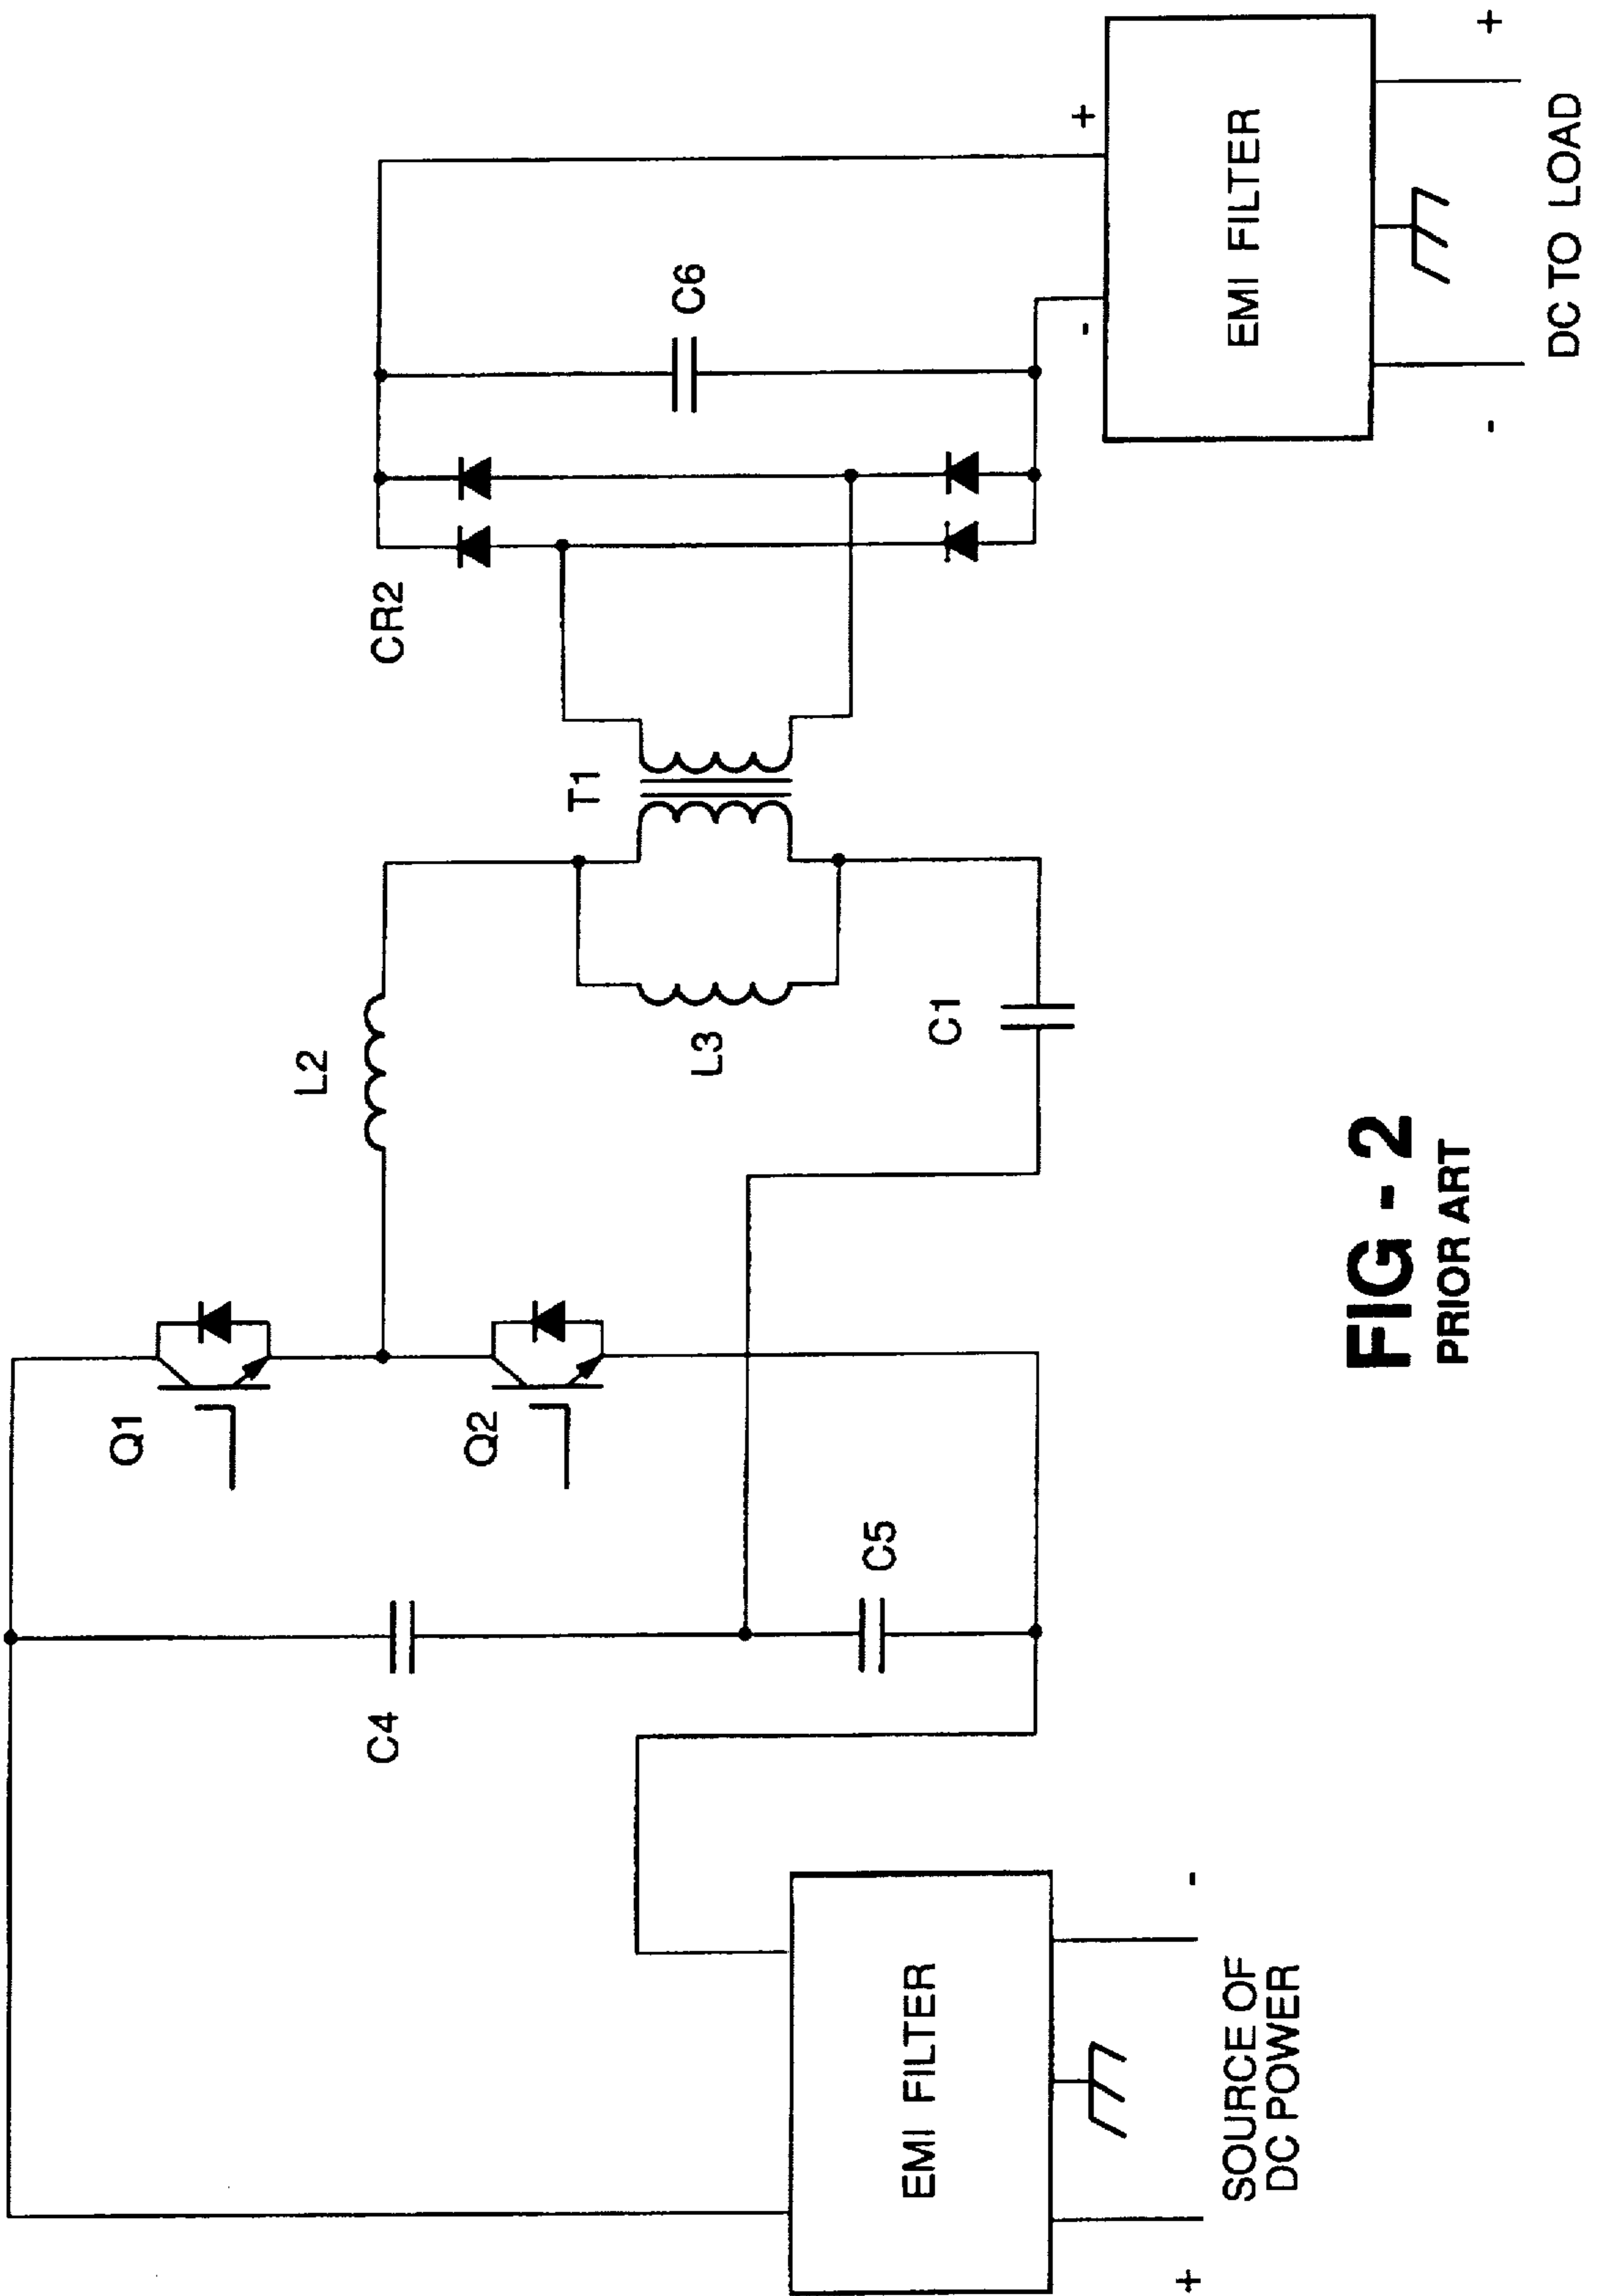 Q1
Q2
L2
C4
C5
L3
C1
T1
CR2
C6
+
-
EMI FILTER
+
-
SOURCE OF
DC POWER
EMI FILTER
-
+
DC TO LOAD
FIG - 2
PRIOR ART